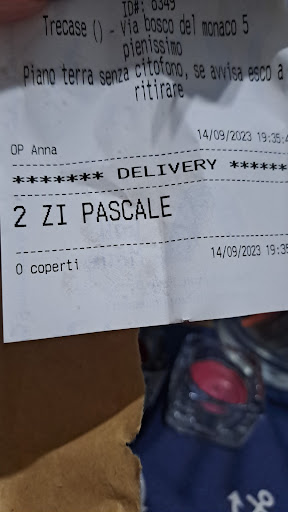 ID#: 6349
Trecase () - Via bosco del monaco 5
pienissimo
Piano terra senza citofono, se avvisa esco a
ritirare
OP Anna
14/09/2023 19:35:4
******* DELIVERY ******
2 ZI PASCALE
14/09/2023 19:35
0 coperti